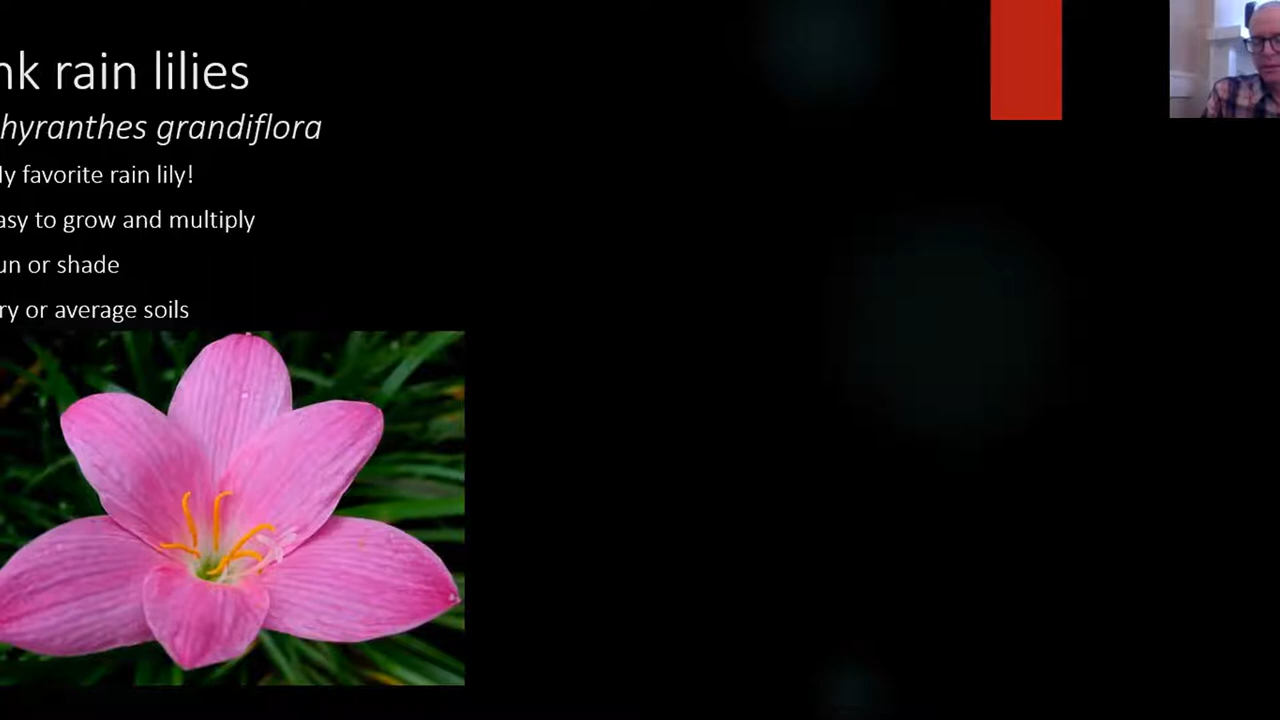 nk rain lilies
hyranthes grandiflora
y favorite rain lily!
asy to grow and multiply
un or shade
ry or average soils